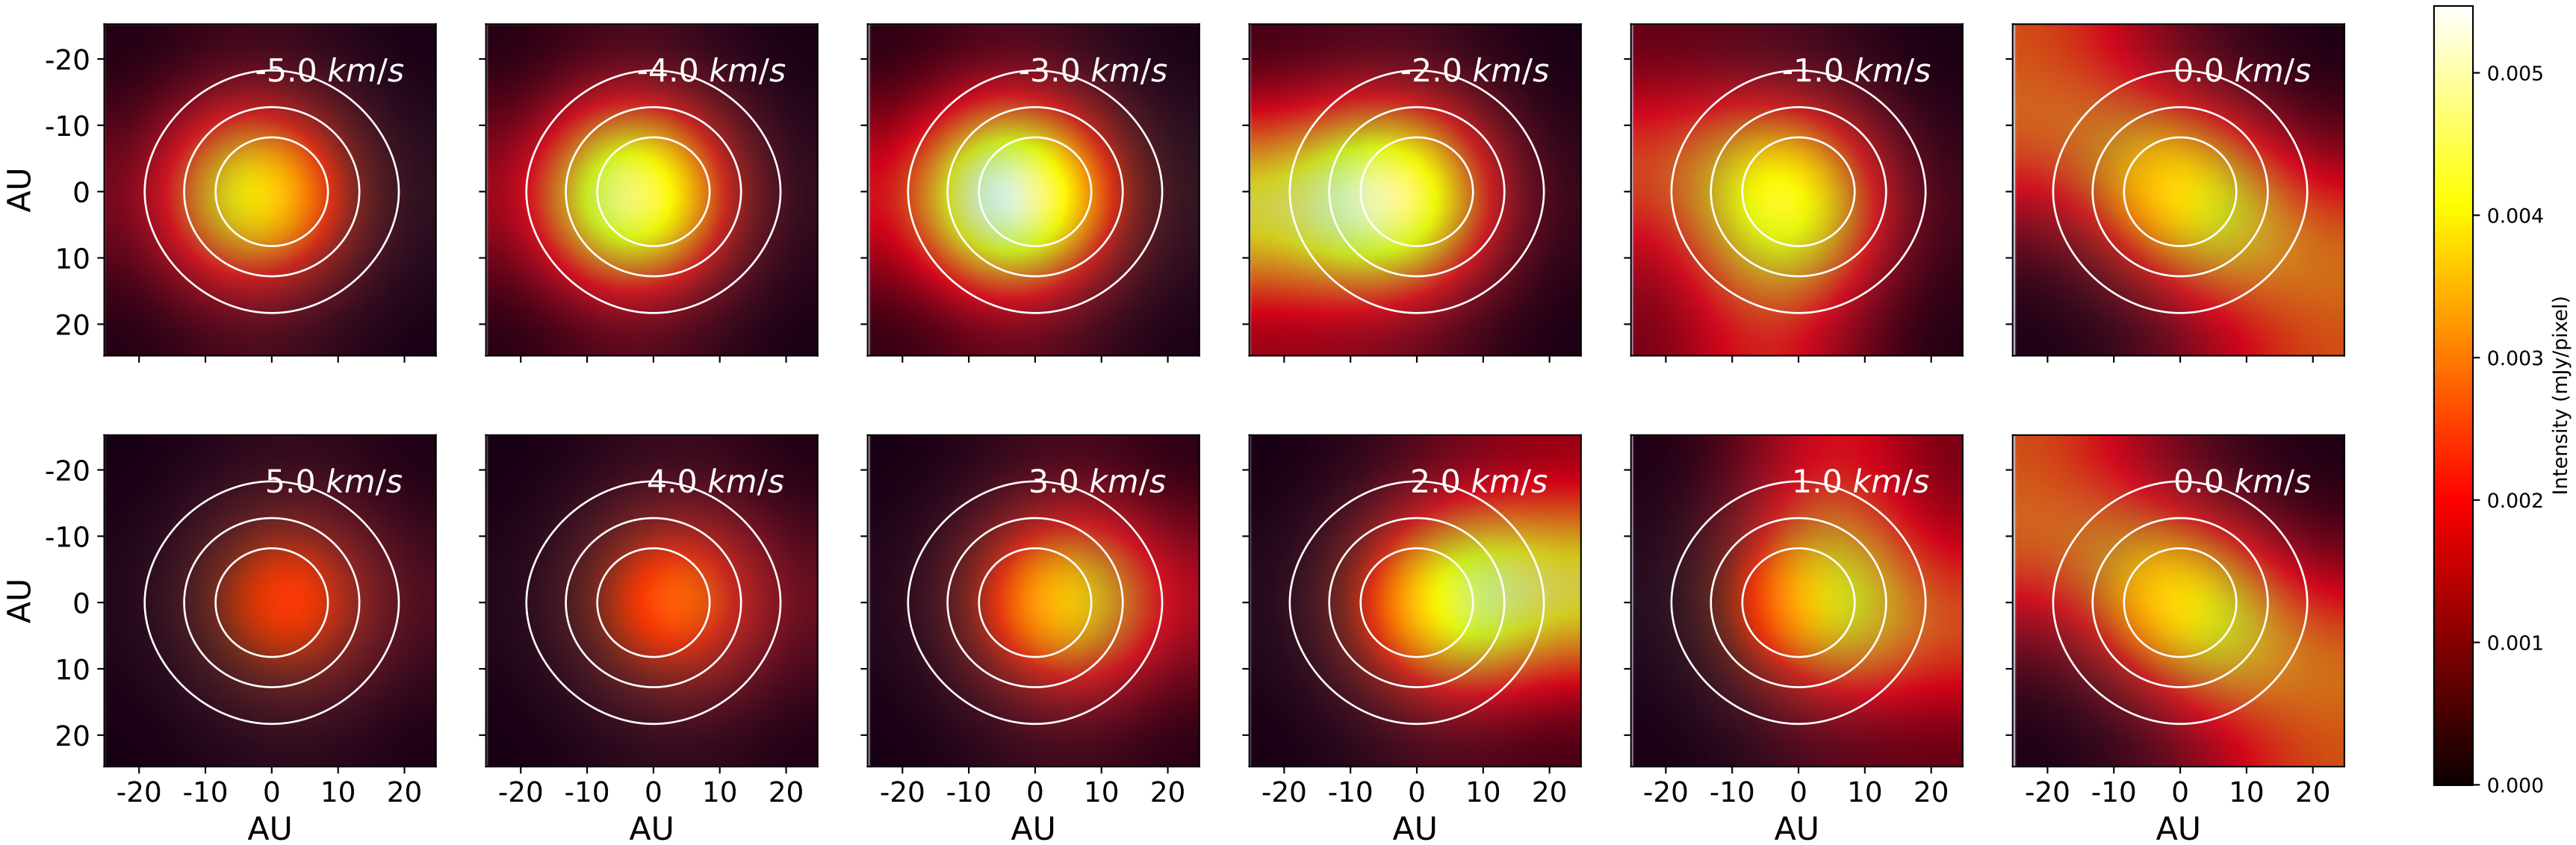 -5.0 km/s
-4.0 km/s
-3.0 km/s
-2.0 km/s
-1.0 km/s
0.0 km/s
-20
-10
0
10
20
AU
5.0 km/s
4.0 km/s
3.0 km/s
2.0 km/s
1.0 km/s
0.0 km/s
-20
-10
0
10
20
AU
-20 -10 0 10 20
-20 -10 0 10 20
-20 -10 0 10 20
-20 -10 0 10 20
-20 -10 0 10 20
-20 -10 0 10 20
AU
AU
AU
AU
AU
AU
0.005
0.004
0.003
0.002
0.001
0.000
Intensity (mJy/pixel)